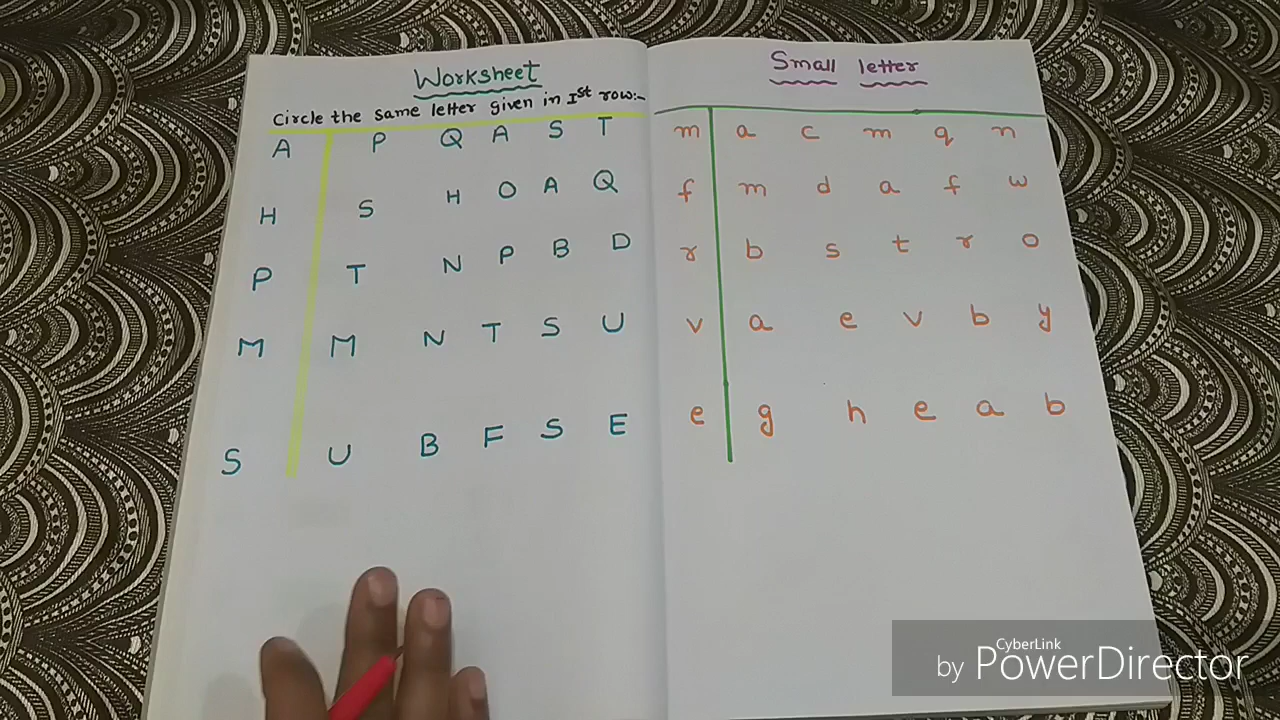 Worksheet
Circle the same letter given in Ist row:-
A P Q A S T
H S H O A Q
P T N P B D
M M N T S U
S U B F S E
Small letter
m a c m q n
f m d a f w
r b s t r o
v a e v b y
e g h e a b
CyberLink
by PowerDirector